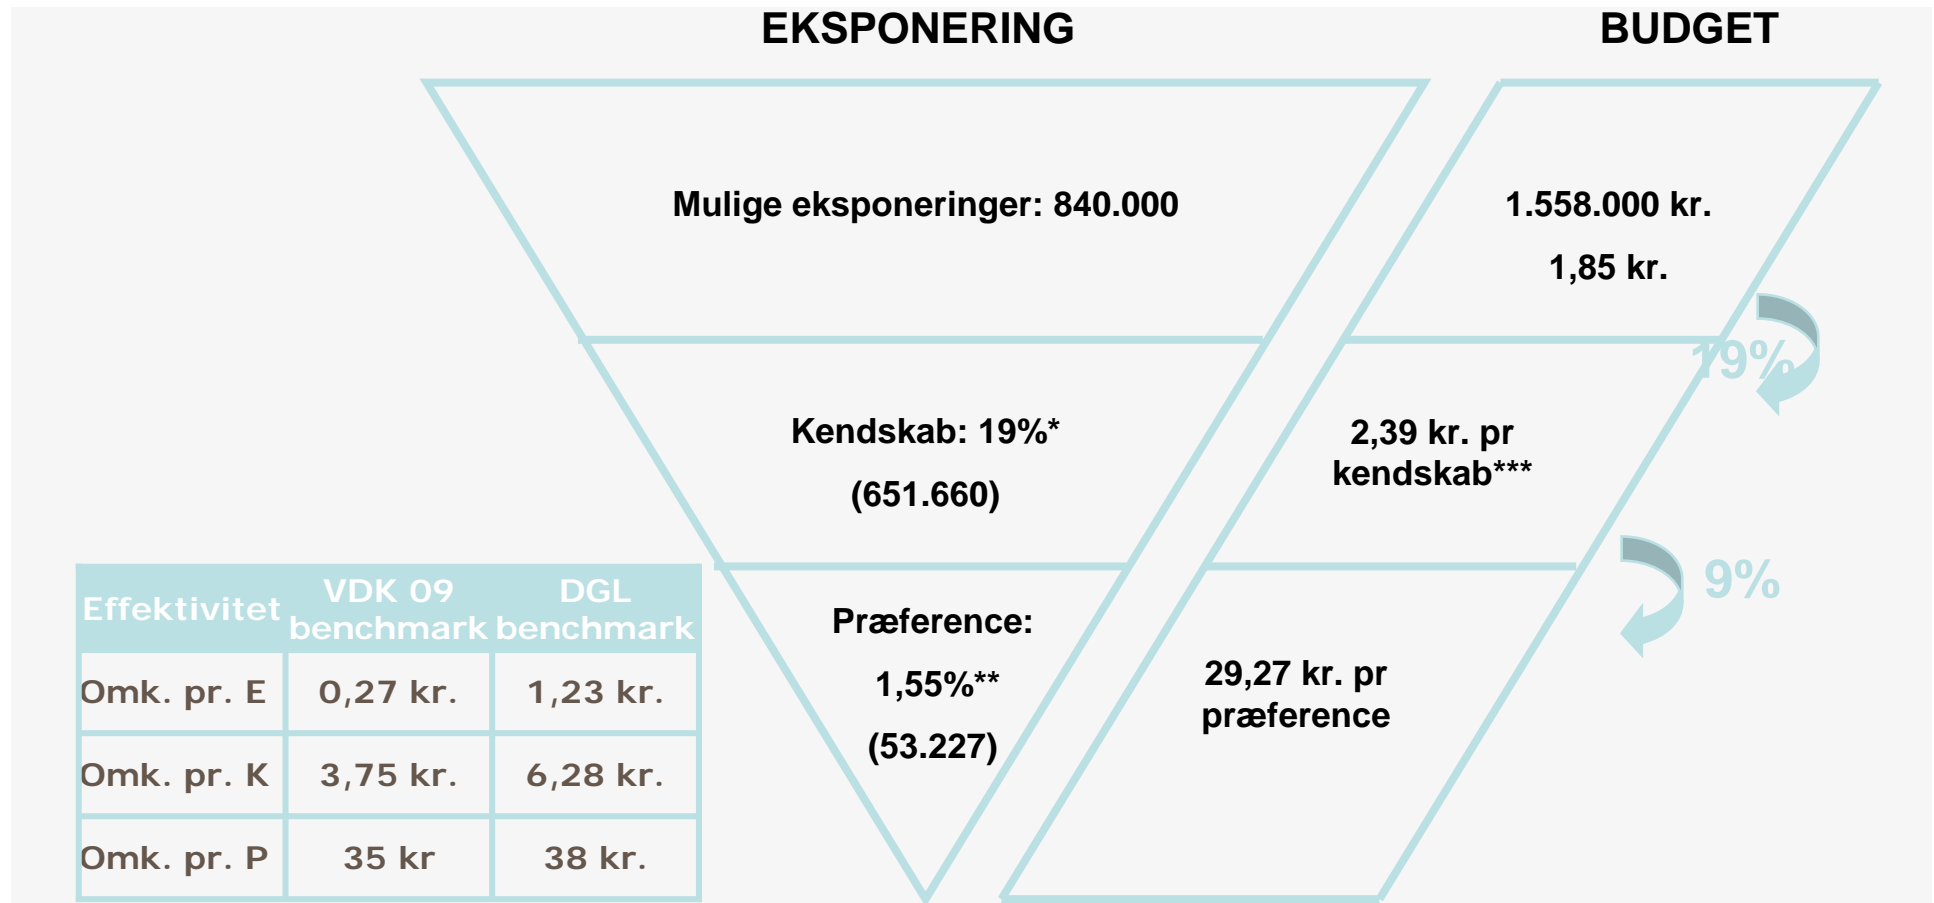 EKSPONERING
BUDGET
Mulige eksponeringer: 840.000
1.558.000 kr.
1,85 kr.
19%
Kendskab: 19%*
(651.660)
2,39 kr. pr
kendskab***
9%
Præference:
1,55%**
(53.227)
29,27 kr. pr
præference
Effektivitet
VDK 09
benchmark
DGL
benchmark
Omk. pr. E
0,27 kr.
1,23 kr.
Omk. pr. K
3,75 kr.
6,28 kr.
Omk. pr. P
35 kr
38 kr.